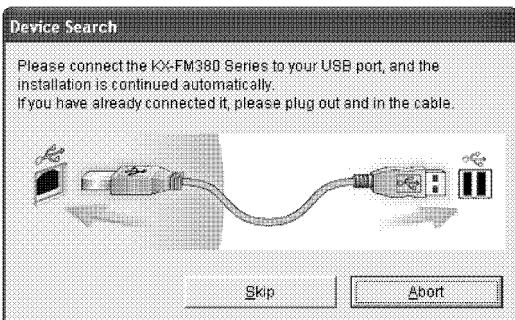 Device Search
Please connect the KX-FM380 Series to your USB port, and the
installation is continued automatically.
If you have already connected it, please plug out and in the cable.
Skip
Abort